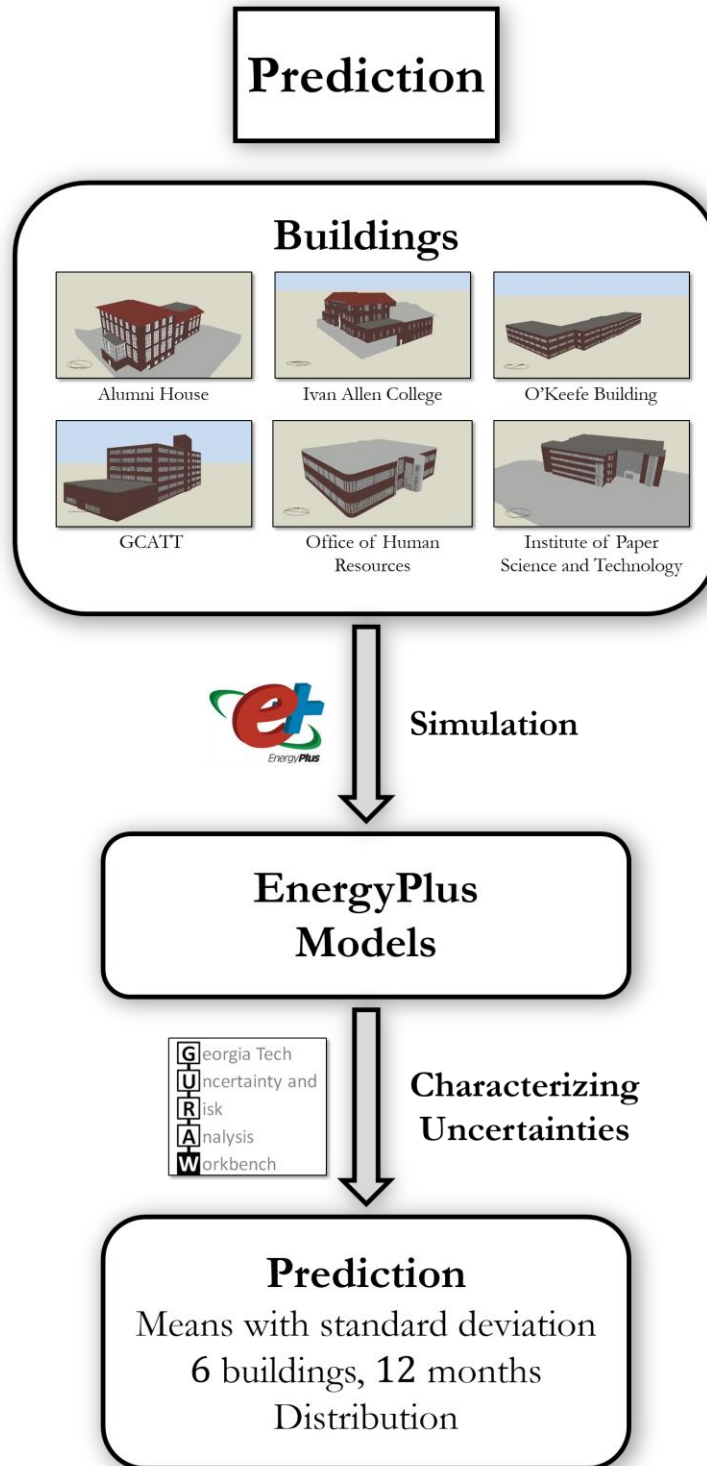 Prediction
Buildings
Alumni House
Ivan Allen College
O'Keefe Building
GCATT
Office of Human
Resources
Institute of Paper
Science and Technology
e+
EnergyPlus
Simulation
EnergyPlus
Models
Georgia Tech
Uncertainty and
Risk
Analysis
Workbench
Characterizing
Uncertainties
Prediction
Means with standard deviation
6 buildings, 12 months
Distribution